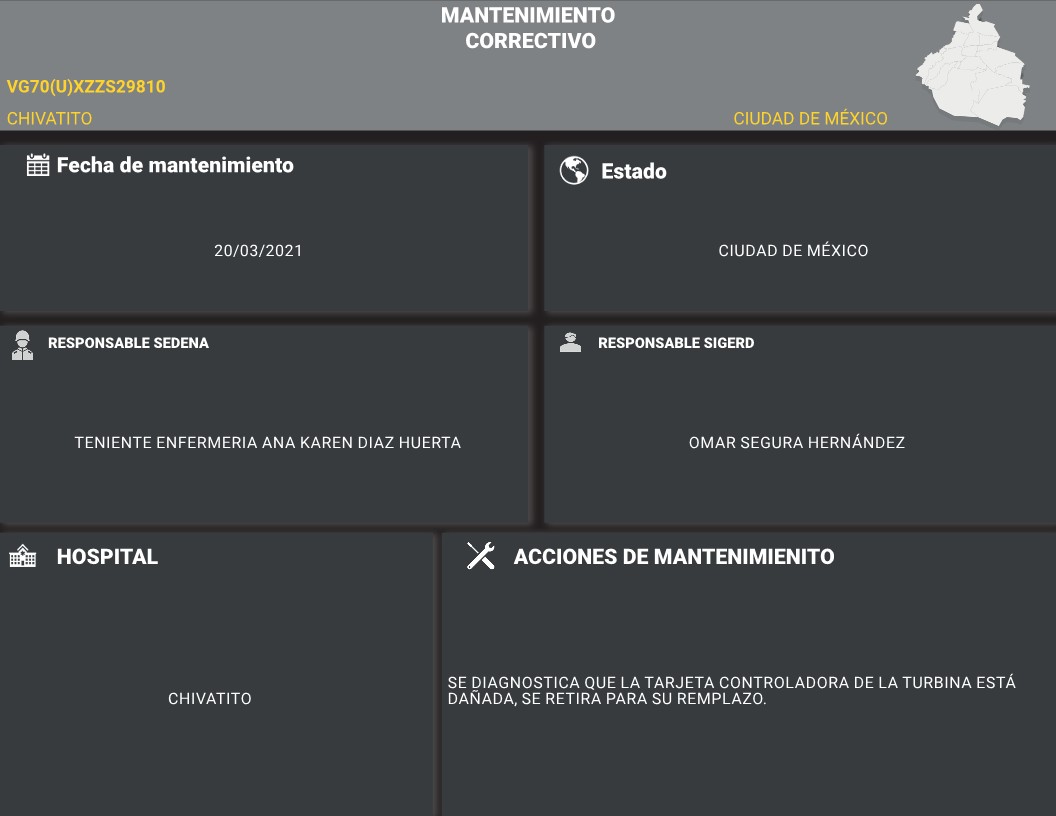 MANTENIMIENTO
CORRECTIVO
VG70(U)XZZS29810
CHIVATITO
CIUDAD DE MÉXICO
Fecha de mantenimiento
Estado
20/03/2021
CIUDAD DE MÉXICO
RESPONSABLE SEDENA
RESPONSABLE SIGERD
TENIENTE ENFERMERIA ANA KAREN DIAZ HUERTA
OMAR SEGURA HERNÁNDEZ
HOSPITAL
ACCIONES DE MANTENIMIENITO
CHIVATITO
SE DIAGNOSTICA QUE LA TARJETA CONTROLADORA DE LA TURBINA ESTÁ
DAÑADA, SE RETIRA PARA SU REMPLAZO.